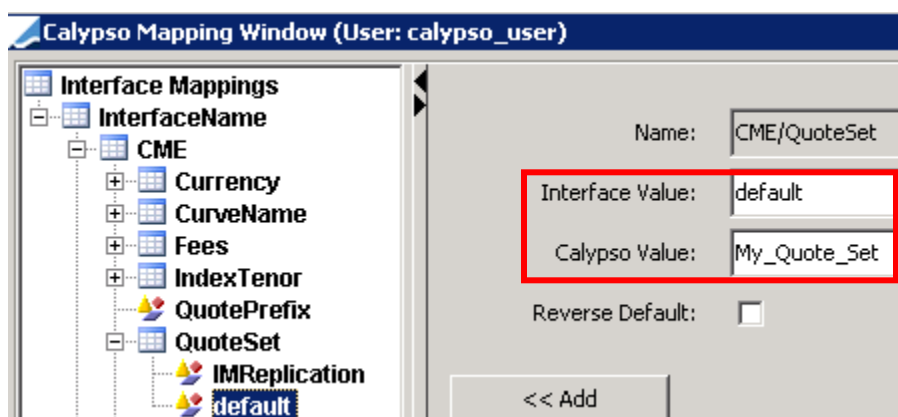 Calypso Mapping Window (User: calypso_user)
Interface Mappings
InterfaceName
CME
Currency
CurveName
Fees
IndexTenor
QuotePrefix
QuoteSet
IMReplication
default
Name: CME/QuoteSet
Interface Value: default
Calypso Value: My_Quote_Set
Reverse Default:
<< Add